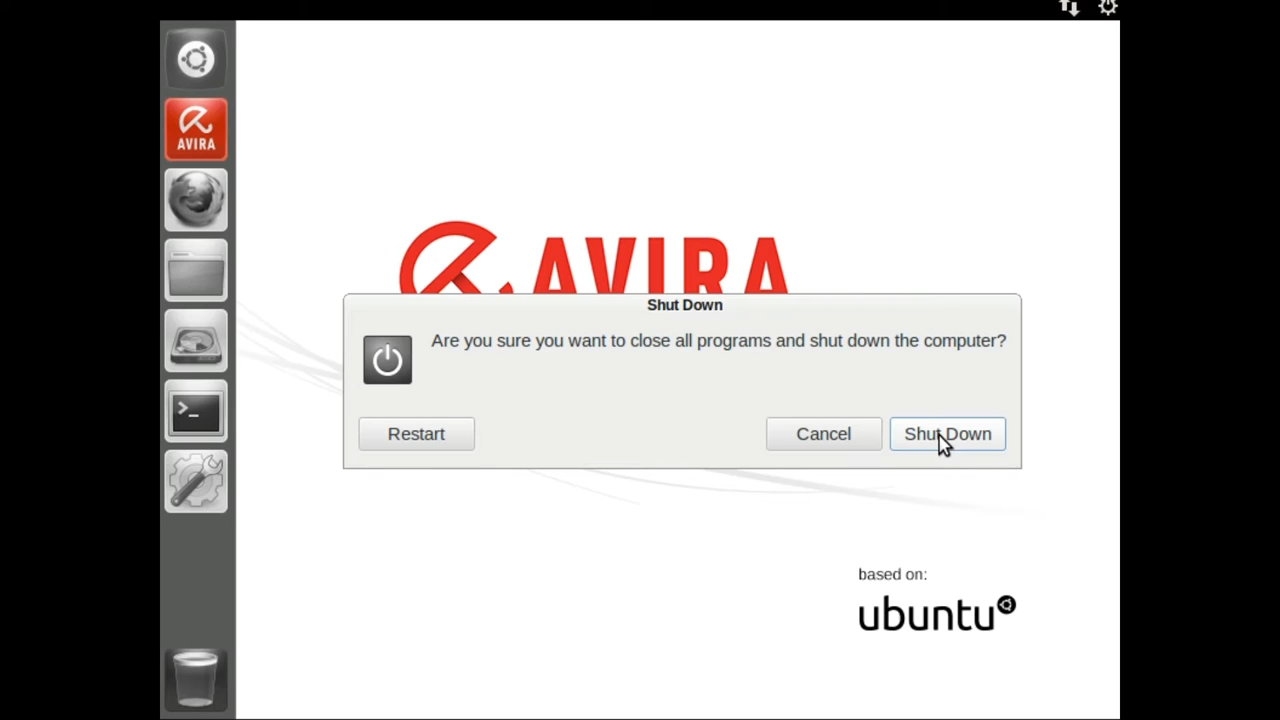 AVIRA
AVIRA
Shut Down
Are you sure you want to close all programs and shut down the computer?
Restart
Cancel
Shut Down
based on:
ubuntu